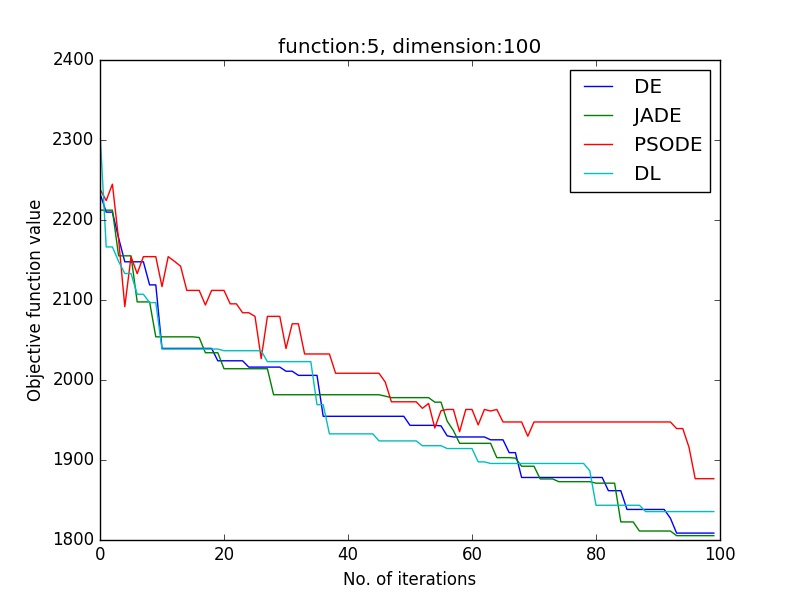 function:5, dimension:100
2400
2300
2200
2100
2000
1900
1800
Objective function value
0
20
40
60
80
100
No. of iterations
DE
JADE
PSODE
DL